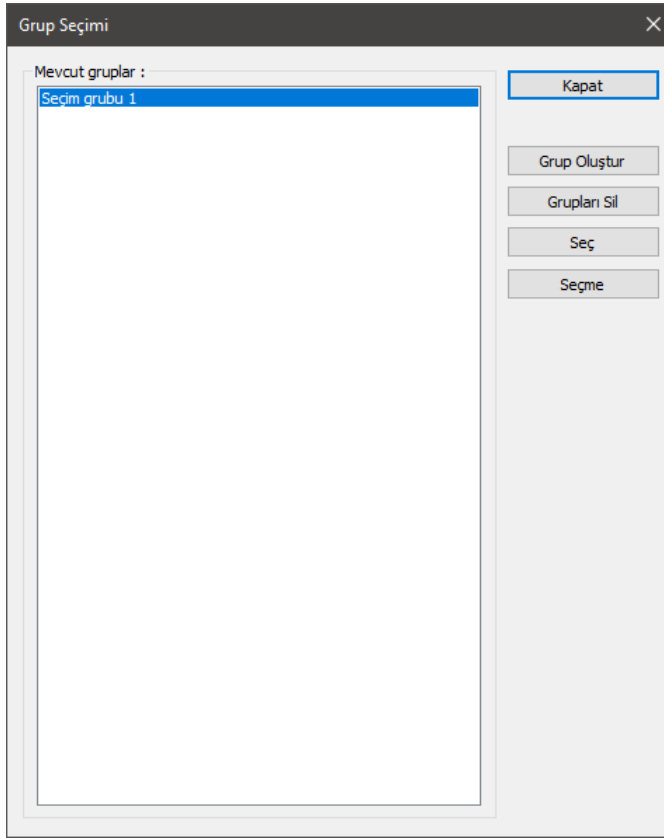 Grup Seçimi
Mevcut gruplar :
Seçim grubu 1
Kapat
Grup Oluştur
Grupları Sil
Seç
Seçme